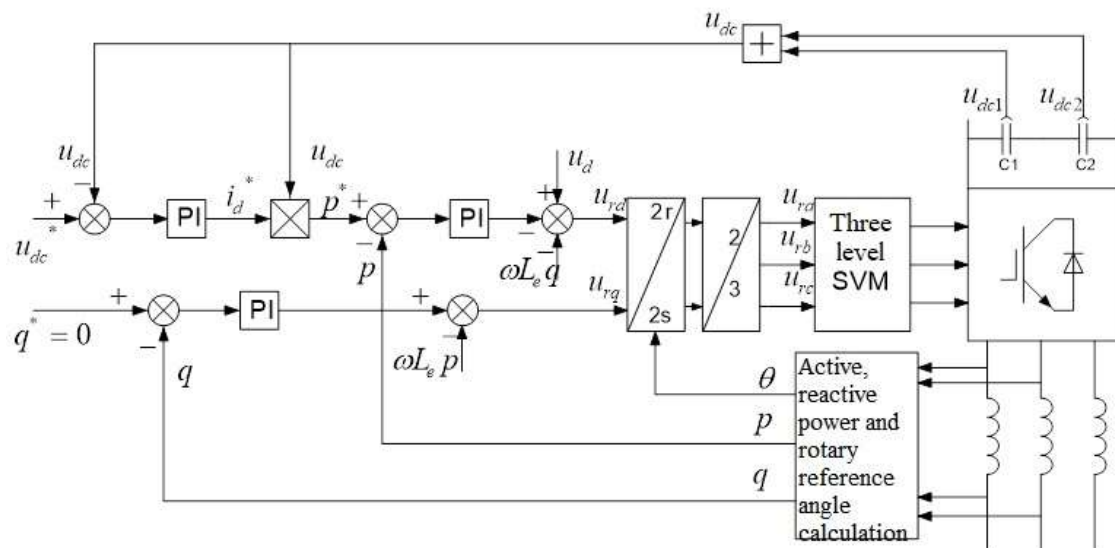 u_dc
+
u_dc1 u_dc2
C1 C2
u_dc u_dc u_d
+ − PI i_d* p* + − PI + − −
u_dc*
p ωL_e q
u_rd 2r 2 u_ra Three
u_rb level
u_rq 2s 3 u_rc SVM
+ − PI + −
q* = 0
q ωL_e p
θ
p
q
Active,
reactive
power and
rotary
reference
angle
calculation